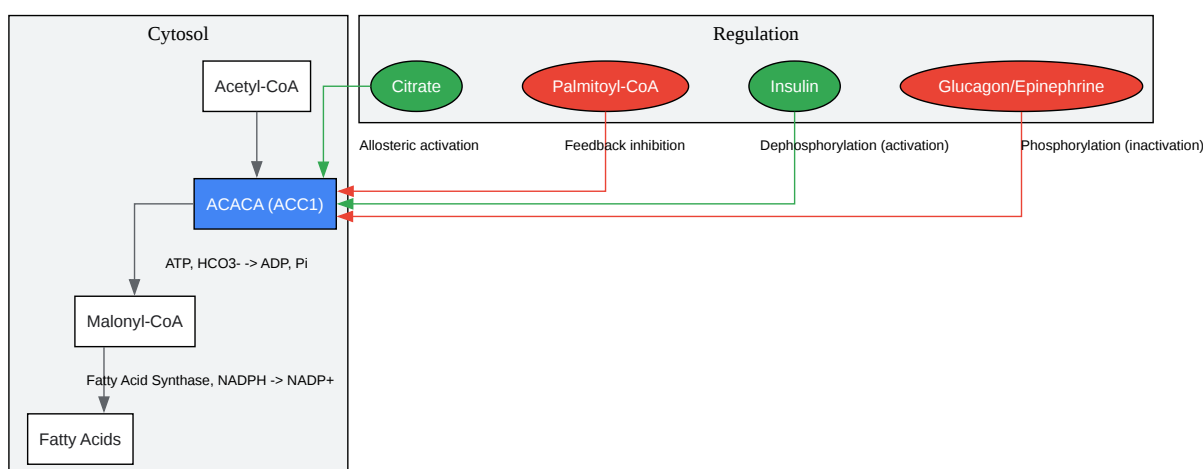 Cytosol
Regulation
Acetyl-CoA
Citrate
Palmitoyl-CoA
Insulin
Glucagon/Epinephrine
Allosteric activation
Feedback inhibition
Dephosphorylation (activation)
Phosphorylation (inactivation)
ACACA (ACC1)
ATP, HCO3- -> ADP, Pi
Malonyl-CoA
Fatty Acid Synthase, NADPH -> NADP+
Fatty Acids